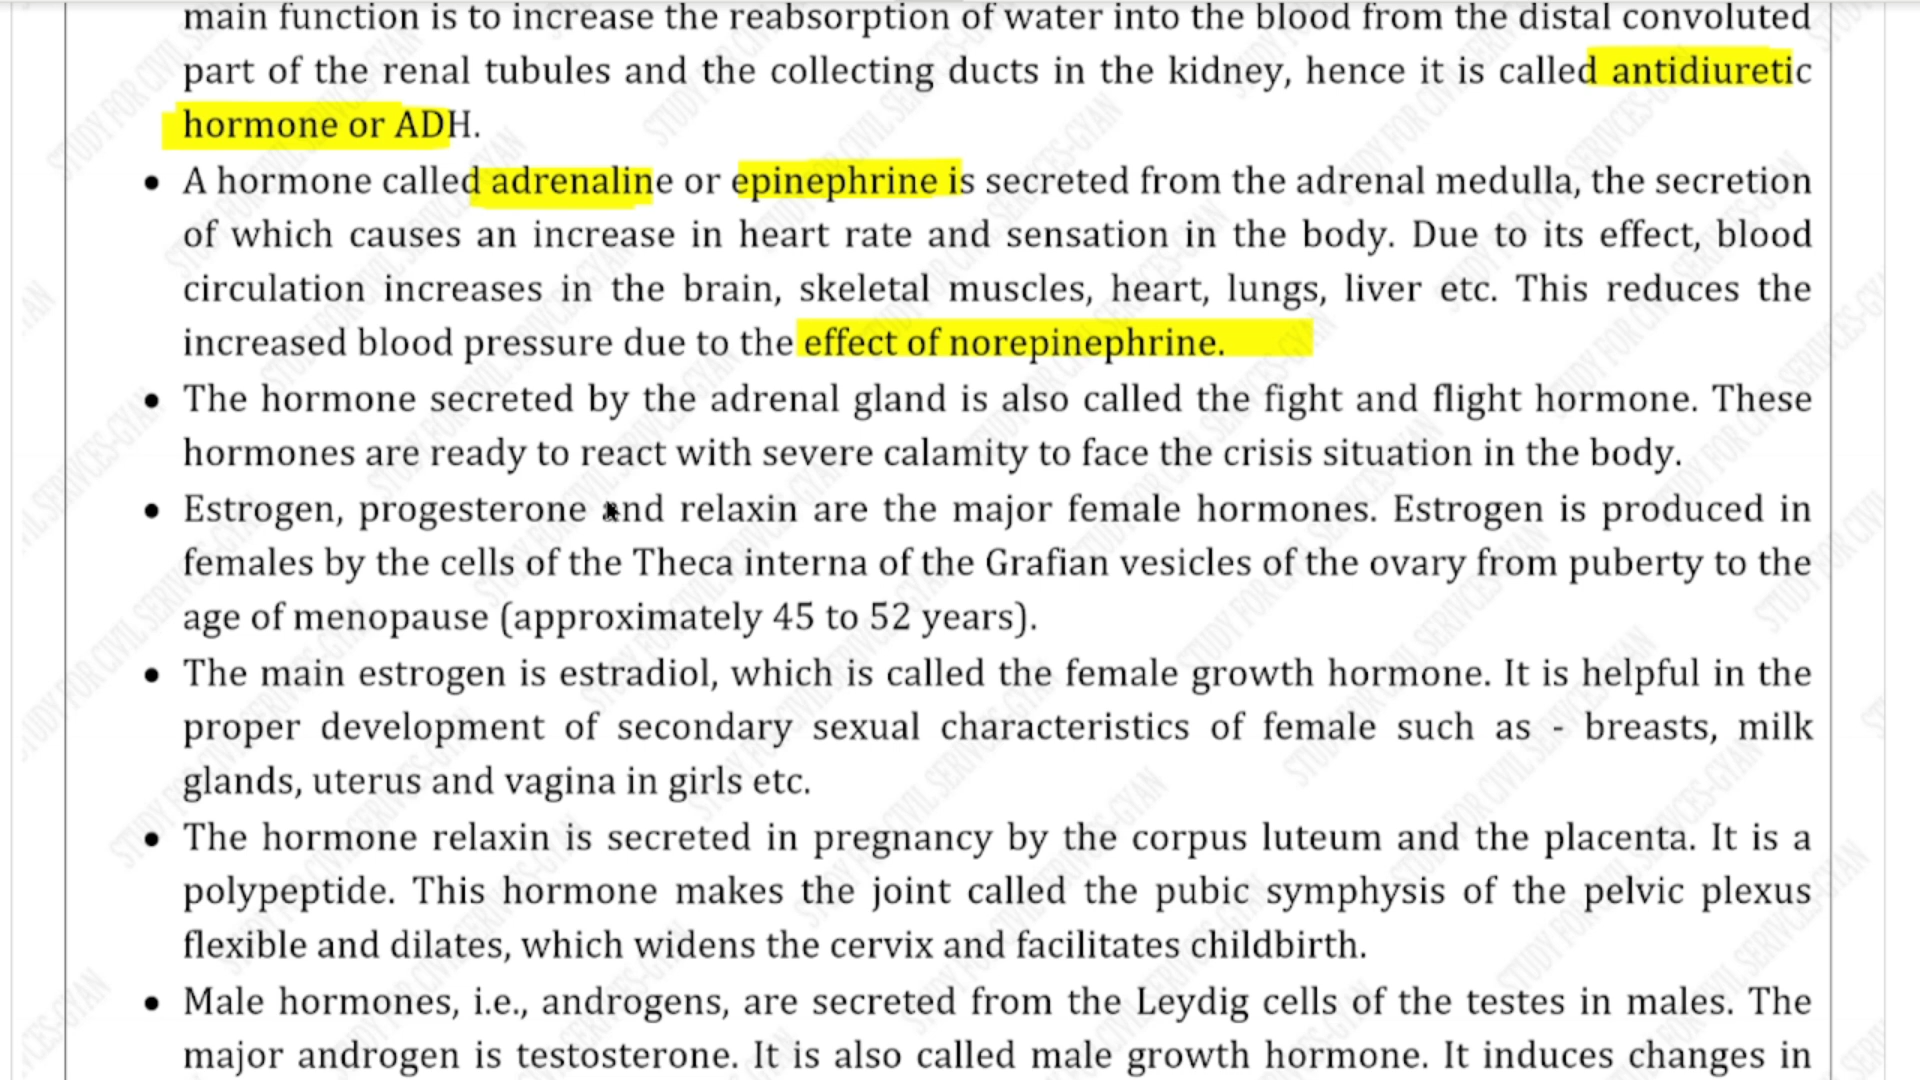 main function is to increase the reabsorption of water into the blood from the distal convoluted
part of the renal tubules and the collecting ducts in the kidney, hence it is called antidiuretic
hormone or ADH.
• A hormone called adrenaline or epinephrine is secreted from the adrenal medulla, the secretion
of which causes an increase in heart rate and sensation in the body. Due to its effect, blood
circulation increases in the brain, skeletal muscles, heart, lungs, liver etc. This reduces the
increased blood pressure due to the effect of norepinephrine.
• The hormone secreted by the adrenal gland is also called the fight and flight hormone. These
hormones are ready to react with severe calamity to face the crisis situation in the body.
• Estrogen, progesterone and relaxin are the major female hormones. Estrogen is produced in
females by the cells of the Theca interna of the Grafian vesicles of the ovary from puberty to the
age of menopause (approximately 45 to 52 years).
• The main estrogen is estradiol, which is called the female growth hormone. It is helpful in the
proper development of secondary sexual characteristics of female such as - breasts, milk
glands, uterus and vagina in girls etc.
• The hormone relaxin is secreted in pregnancy by the corpus luteum and the placenta. It is a
polypeptide. This hormone makes the joint called the pubic symphysis of the pelvic plexus
flexible and dilates, which widens the cervix and facilitates childbirth.
• Male hormones, i.e., androgens, are secreted from the Leydig cells of the testes in males. The
major androgen is testosterone. It is also called male growth hormone. It induces changes in